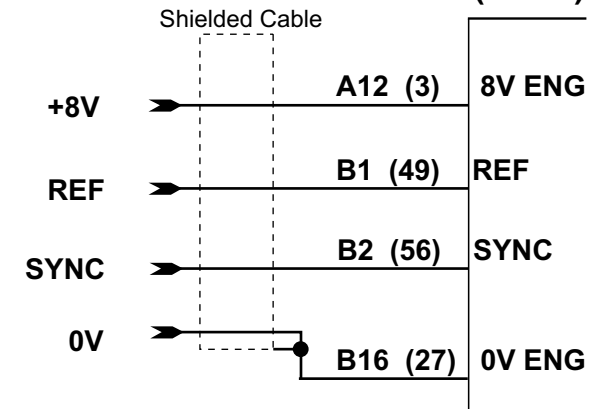 Shielded Cable
+8V A12 (3) 8V ENG
REF B1 (49) REF
SYNC B2 (56) SYNC
0V B16 (27) 0V ENG